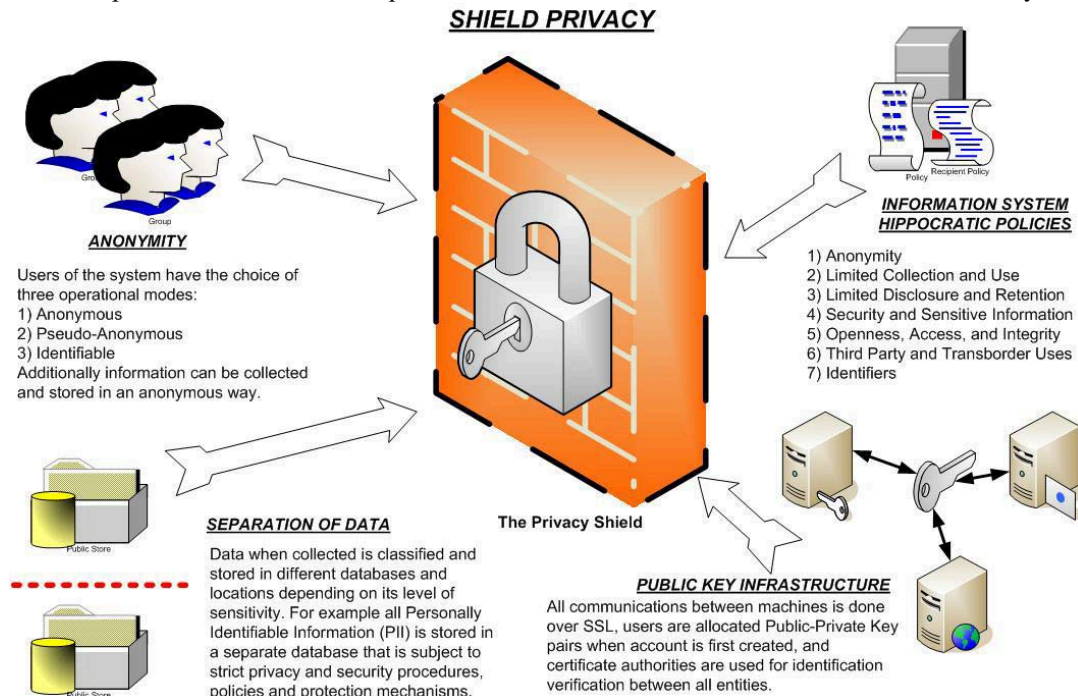 SHIELD PRIVACY
Group
ANONYMITY
Users of the system have the choice of
three operational modes:
1) Anonymous
2) Pseudo-Anonymous
3) Identifiable
Additionally information can be collected
and stored in an anonymous way.
Policy
Recipient Policy
INFORMATION SYSTEM
HIPPOCRATIC POLICIES
1) Anonymity
2) Limited Collection and Use
3) Limited Disclosure and Retention
4) Security and Sensitive Information
5) Openness, Access, and Integrity
6) Third Party and Transborder Uses
7) Identifiers
The Privacy Shield
Public Store
Public Store
SEPARATION OF DATA
Data when collected is classified and
stored in different databases and
locations depending on its level of
sensitivity. For example all Personally
Identifiable Information (PII) is stored in
a separate database that is subject to
strict privacy and security procedures,
policies and protection mechanisms.
PUBLIC KEY INFRASTRUCTURE
All communications between machines is done
over SSL, users are allocated Public-Private Key
pairs when account is first created, and
certificate authorities are used for identification
verification between all entities.